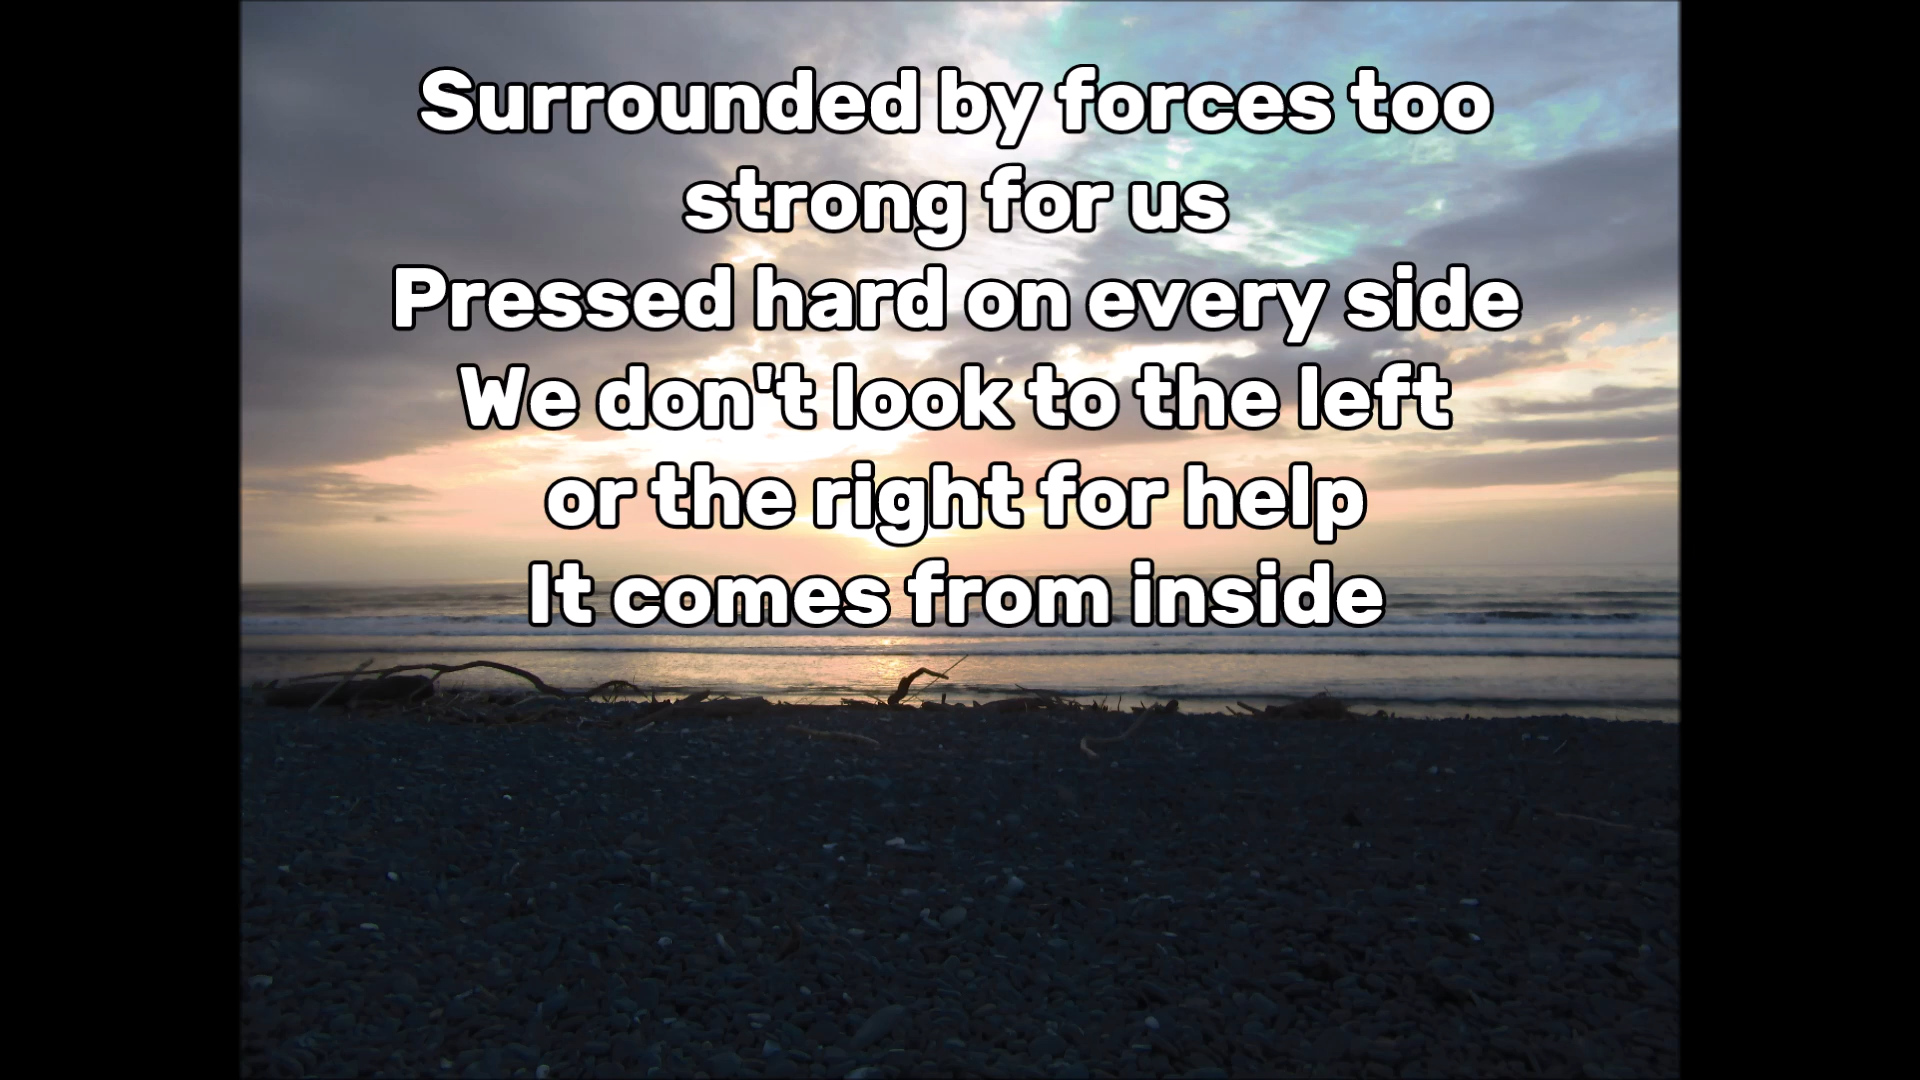 Surrounded by forces too
strong for us
Pressed hard on every side
We don't look to the left
or the right for help
It comes from inside